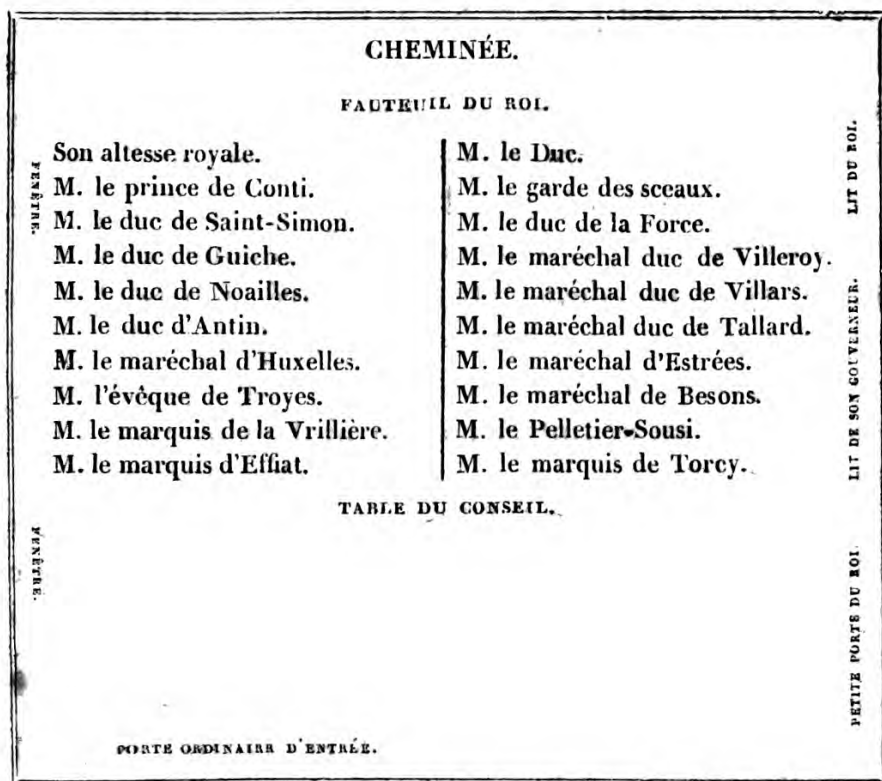 CHEMINÉE.
FAUTEUIL DU ROI.
Son altesse royale.
M. le prince de Conti.
M. le duc de Saint-Simon.
M. le duc de Guiche.
M. le duc de Noailles.
M. le duc d'Antin.
M. le maréchal d'Huxelles.
M. l'évêque de Troyes.
M. le marquis de la Vrillière.
M. le marquis d'Effiat.
M. le Duc.
M. le garde des sceaux.
M. le duc de la Force.
M. le maréchal duc de Villeroy.
M. le maréchal duc de Villars.
M. le maréchal duc de Tallard.
M. le maréchal d'Estrées.
M. le maréchal de Besons.
M. le Pelletier-Sousi.
M. le marquis de Torcy.
FENÊTRE.
FENÊTRE.
LIT DU ROI.
LIT DE SON GOUVERNEUR.
PETITE PORTE DU ROI
TABLE DU CONSEIL.
PORTE ORDINAIRE D'ENTRÉE.